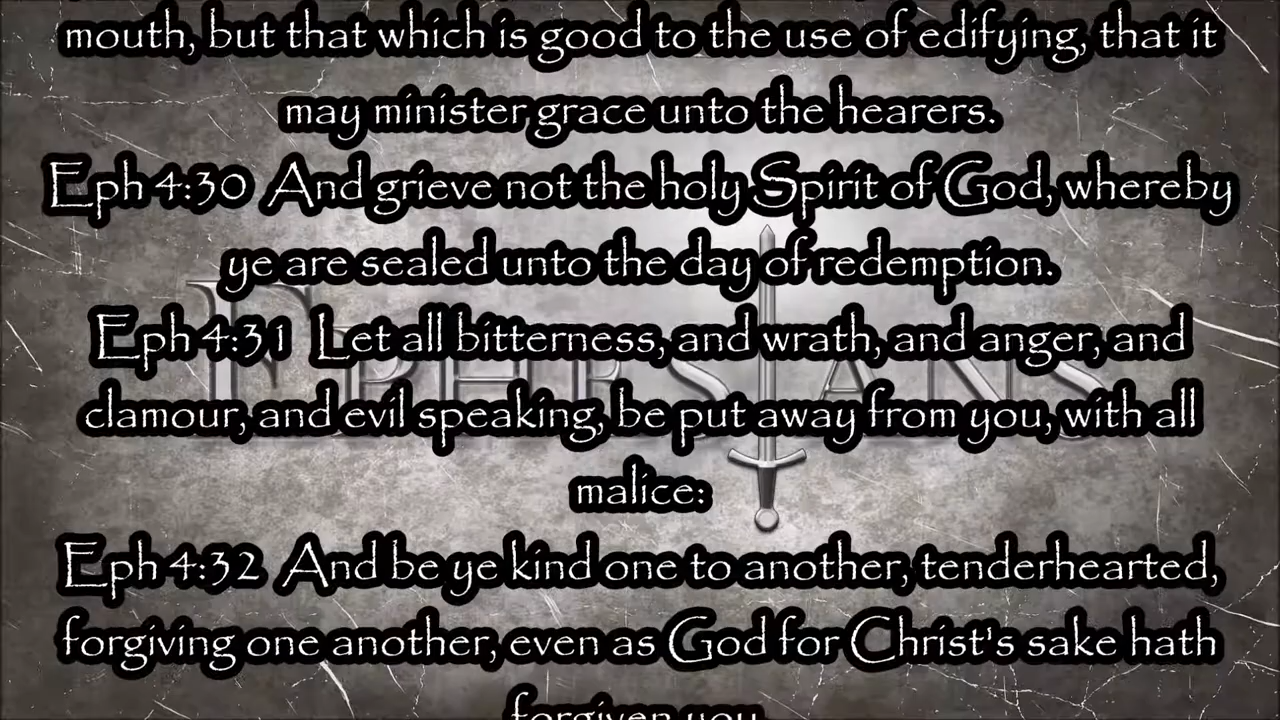 mouth, but that which is good to the use of edifying, that it
may minister grace unto the hearers.
Eph 4:30 And grieve not the holy Spirit of God, whereby
ye are sealed unto the day of redemption.
Eph 4:31 Let all bitterness, and wrath, and anger, and
clamour, and evil speaking, be put away from you, with all
malice:
Eph 4:32 And be ye kind one to another, tenderhearted,
forgiving one another, even as God for Christ's sake hath
forgiven you.
EPHESIANS